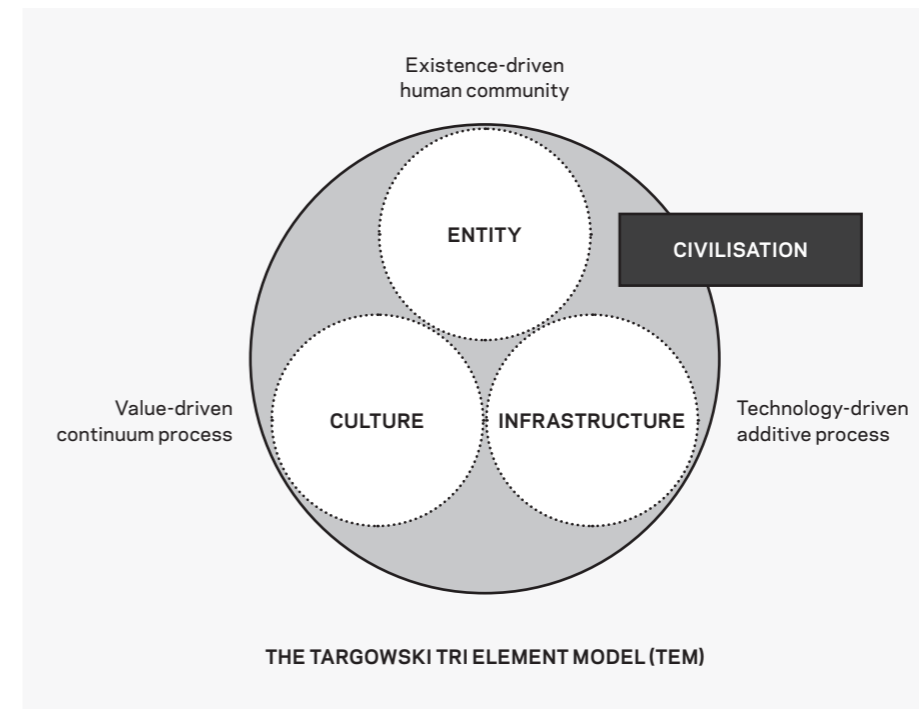 Existence-driven
human community
ENTITY
CIVILISATION
Value-driven
continuum process
CULTURE
INFRASTRUCTURE
Technology-driven
additive process
THE TARGOWSKI TRI ELEMENT MODEL (TEM)